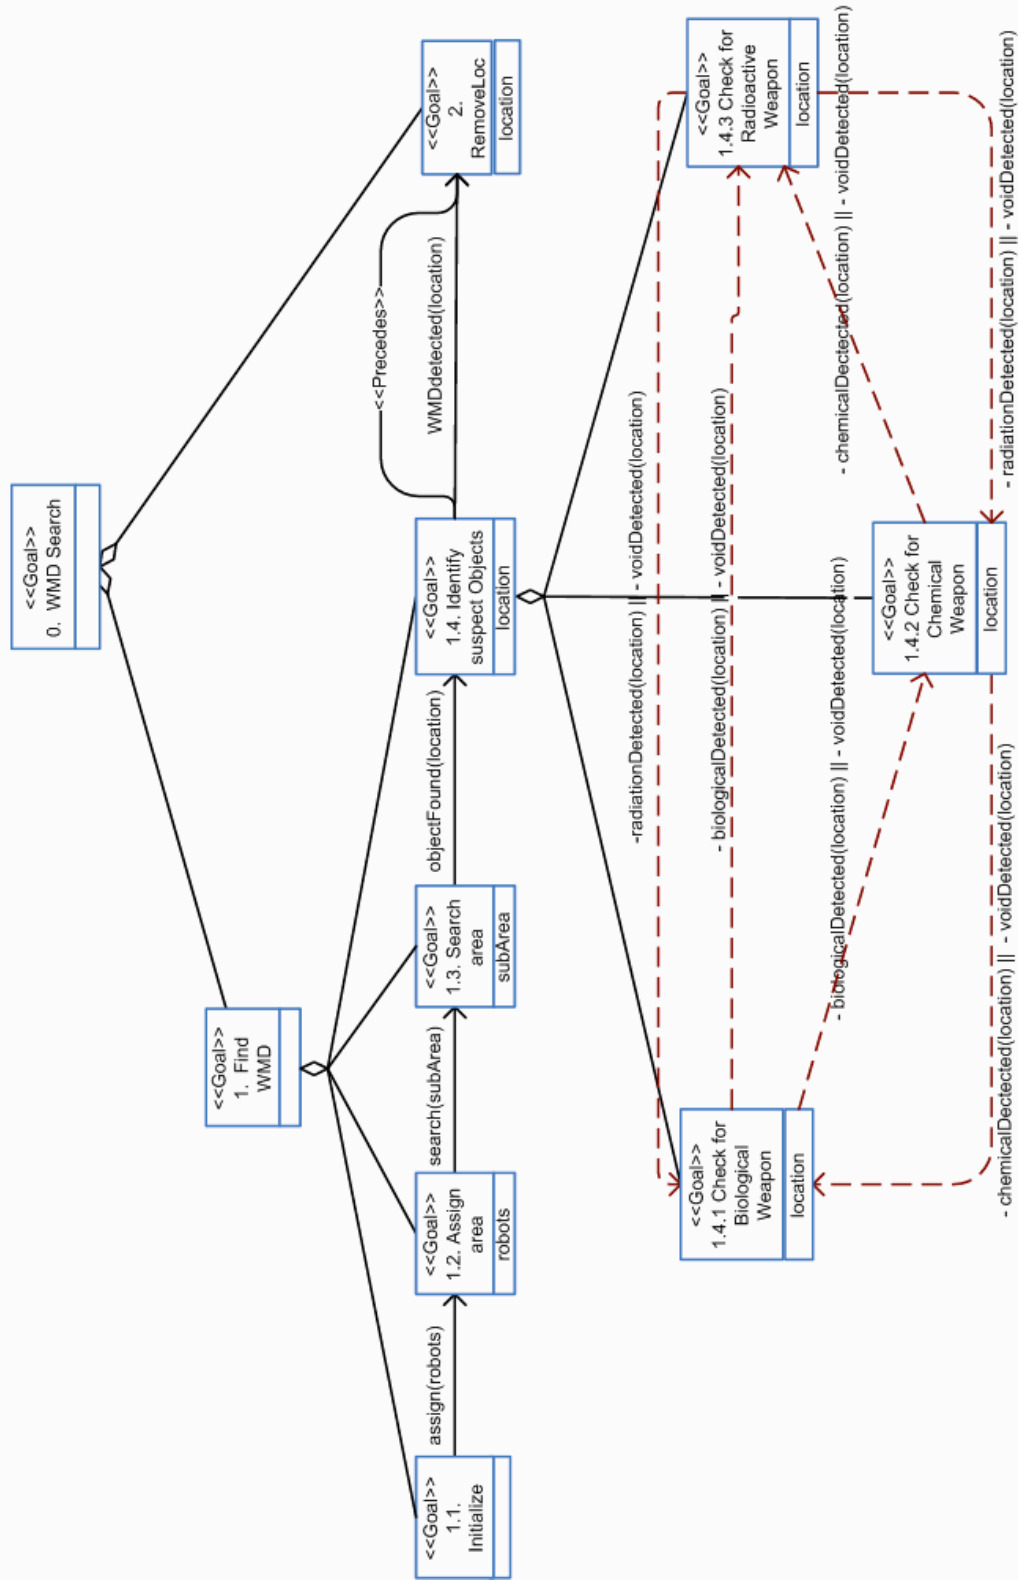 <<Goal>>
0.  WMD Search
<<Goal>>
1.  Find
WMD
<<Goal>>
1.1.
Initialize
assign(robots)
<<Goal>>
1.2. Assign
area
robots
search(subArea)
<<Goal>>
1.3. Search
area
subArea
objectFound(location)
<<Goal>>
1.4. Identify
suspect Objects
location
<<Precedes>>
WMDdetected(location)
<<Goal>>
2.
RemoveLoc
location
-radiationDetected(location) || - voidDetected(location)
- biologicalDetected(location) || - voidDetected(location)
<<Goal>>
1.4.1 Check for
Biological
Weapon
location
- biologicalDetected(location) || - voidDetected(location)
<<Goal>>
1.4.2 Check for
Chemical
Weapon
location
- chemicalDectected(location) || - voidDetected(location)
<<Goal>>
1.4.3 Check for
Radioactive
Weapon
location
- chemicalDectected(location) || - voidDetected(location)
- radiationDetected(location) || - voidDetected(location)